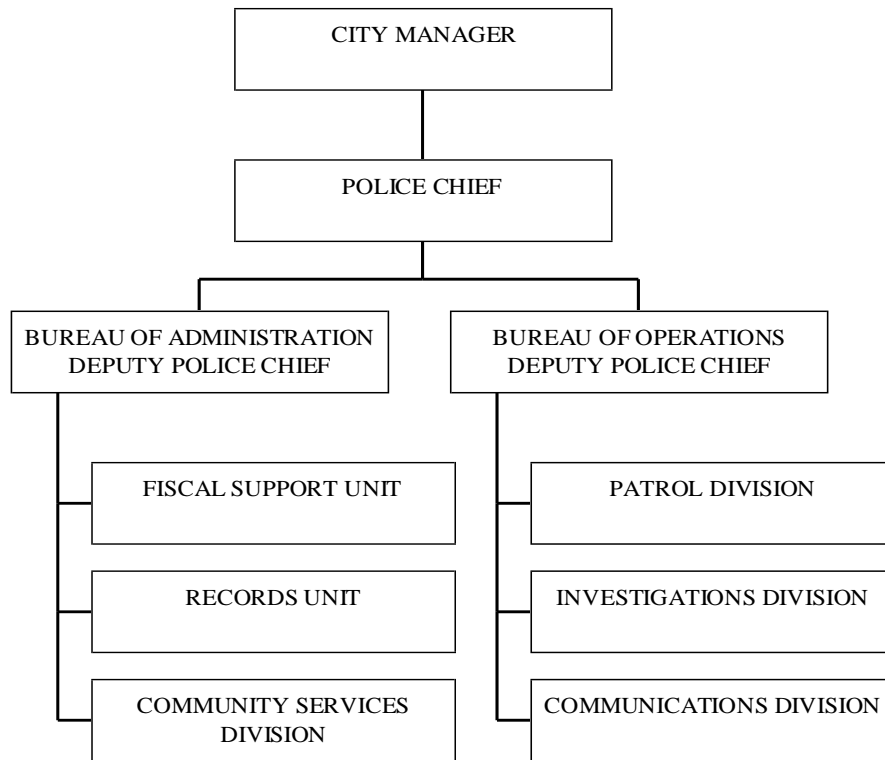 CITY MANAGER
POLICE CHIEF
BUREAU OF ADMINISTRATION
DEPUTY POLICE CHIEF
BUREAU OF OPERATIONS
DEPUTY POLICE CHIEF
FISCAL SUPPORT UNIT
RECORDS UNIT
COMMUNITY SERVICES
DIVISION
PATROL DIVISION
INVESTIGATIONS DIVISION
COMMUNICATIONS DIVISION